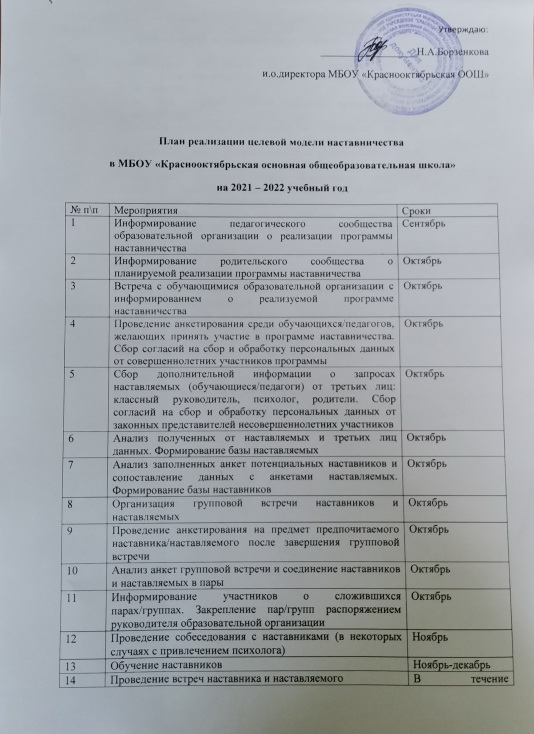 Утверждаю:
Н.А.Борзенкова
и.о.директора МБОУ «Краснооктябрьская ООШ»
План реализации целевой модели наставничества
в МБОУ «Краснооктябрьская основная общеобразовательная школа»
на 2021 – 2022 учебный год
№ п\п Мероприятия Сроки
1 Информирование педагогического сообщества Сентябрь
образовательной организации о реализации программы
наставничества
2 Информирование родительского сообщества о Октябрь
планируемой реализации программы наставничества
3 Встреча с обучающимися образовательной организации с Октябрь
информированием о реализуемой программе
наставничества
4 Проведение анкетирования среди обучающихся/педагогов, Октябрь
желающих принять участие в программе наставничества.
Сбор согласий на сбор и обработку персональных данных
от совершеннолетних участников программы
5 Сбор дополнительной информации о запросах Октябрь
наставляемых (обучающиеся/педагоги) от третьих лиц:
классный руководитель, психолог, родители. Сбор
согласий на сбор и обработку персональных данных от
законных представителей несовершеннолетних участников
6 Анализ полученных от наставляемых и третьих лиц Октябрь
данных. Формирование базы наставляемых
7 Анализ заполненных анкет потенциальных наставников и Октябрь
сопоставление данных с анкетами наставляемых.
Формирование базы наставников
8 Организация групповой встречи наставников и Октябрь
наставляемых
9 Проведение анкетирования на предмет предпочитаемого Октябрь
наставника/наставляемого после завершения групповой
встречи
10 Анализ анкет групповой встречи и соединение наставников Октябрь
и наставляемых в пары
11 Информирование участников о сложившихся Октябрь
парах/группах. Закрепление пар/групп распоряжением
руководителя образовательной организации
12 Проведение собеседования с наставниками (в некоторых Ноябрь
случаях с привлечением психолога)
13 Обучение наставников Ноябрь-декабрь
14 Проведение встреч наставника и наставляемого В течение